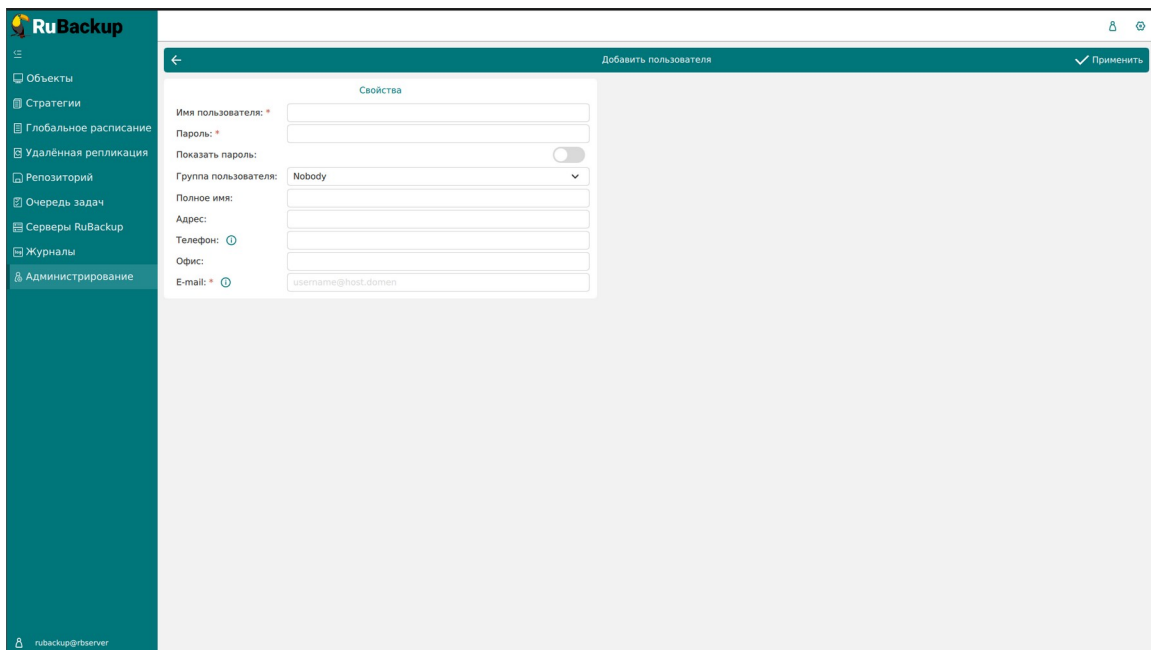 RuBackup
Добавить пользователя
Применить
Объекты
Стратегии
Глобальное расписание
Удалённая репликация
Репозиторий
Очередь задач
Серверы RuBackup
Журналы
Администрирование
Свойства
Имя пользователя: *
Пароль: *
Показать пароль:
Группа пользователя: Nobody
Полное имя:
Адрес:
Телефон:
Офис:
E-mail: * username@host.domen
rubackup@rbserver